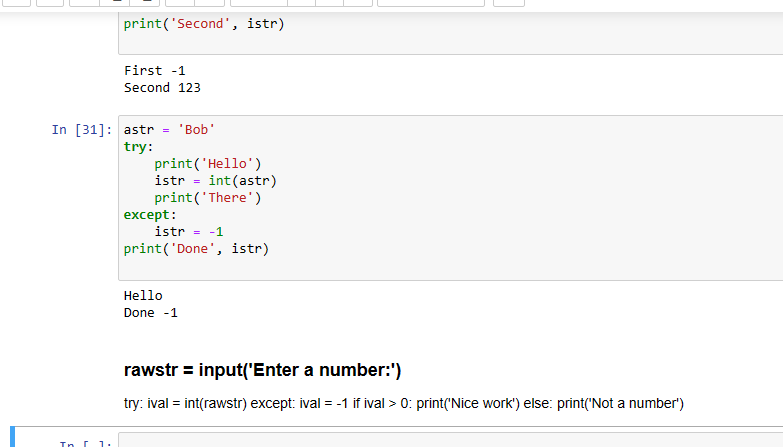 print('Second', istr)
First -1
Second 123
In [31]: astr = 'Bob'
try:
    print('Hello')
    istr = int(astr)
    print('There')
except:
    istr = -1
print('Done', istr)
Hello
Done -1
rawstr = input('Enter a number:')
try: ival = int(rawstr) except: ival = -1 if ival > 0: print('Nice work') else: print('Not a number')
In [ ]: